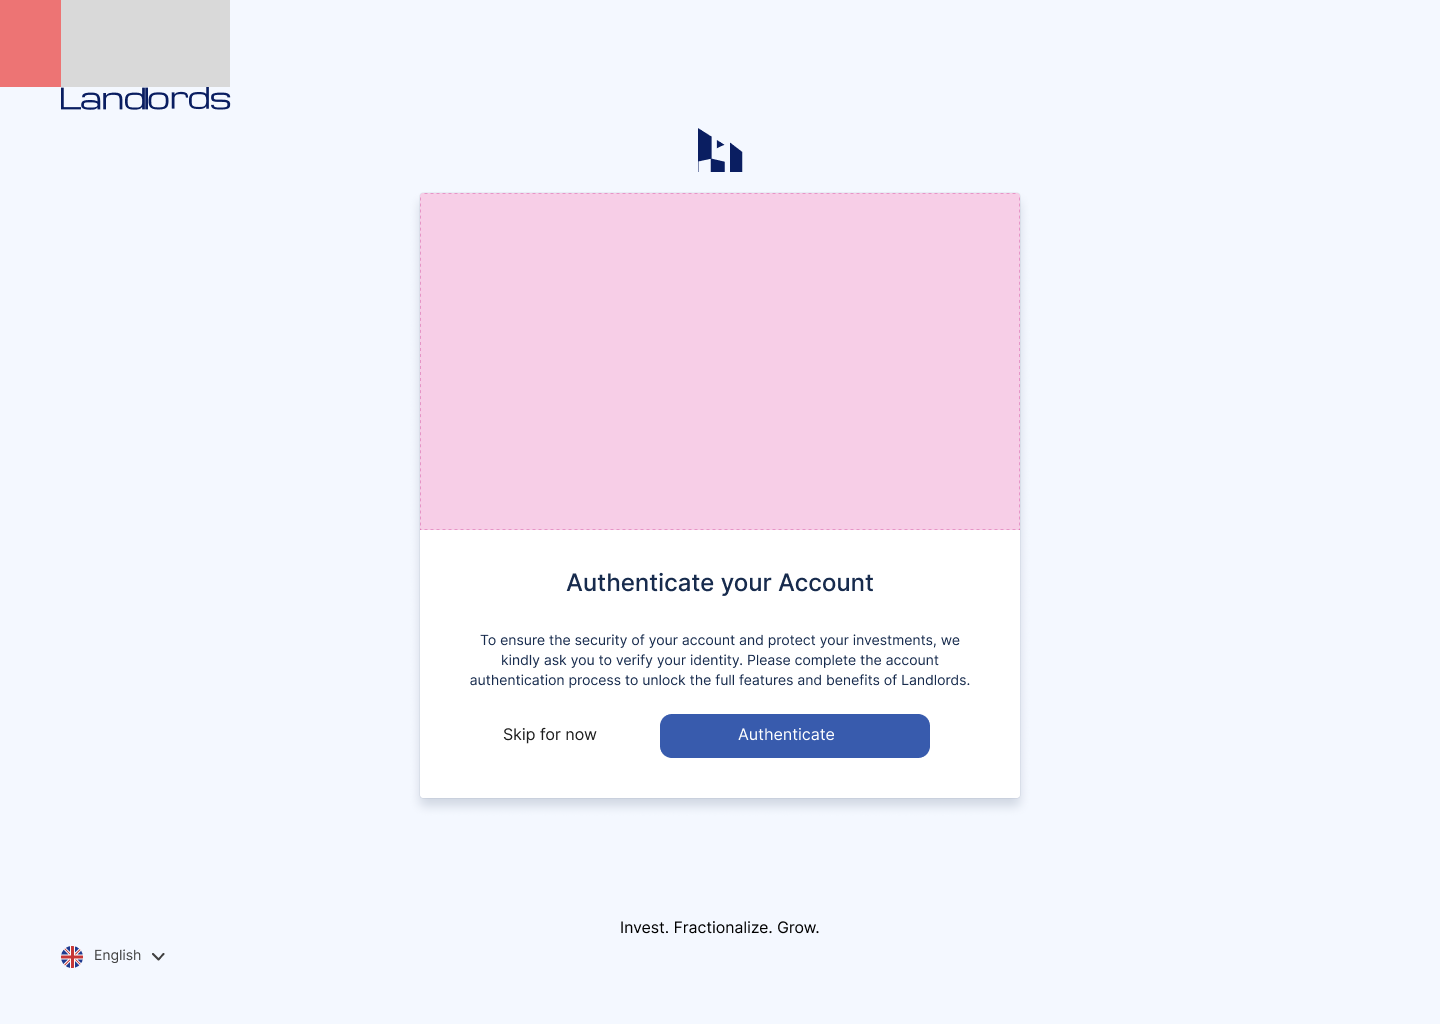 Landlords
Authenticate your Account
To ensure the security of your account and protect your investments, we
kindly ask you to verify your identity. Please complete the account
authentication process to unlock the full features and benefits of Landlords.
Skip for now
Authenticate
Invest. Fractionalize. Grow.
English